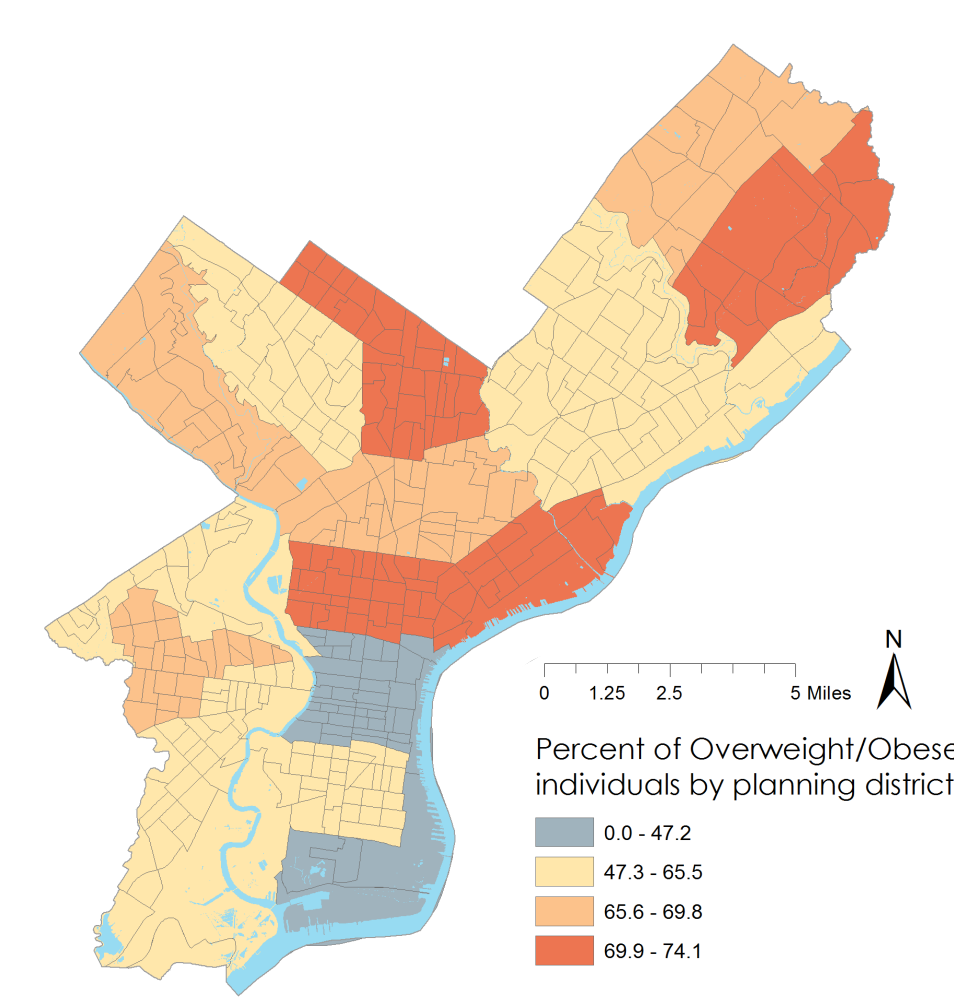 N
0 1.25 2.5 5 Miles
Percent of Overweight/Obese
individuals by planning district
0.0 - 47.2
47.3 - 65.5
65.6 - 69.8
69.9 - 74.1